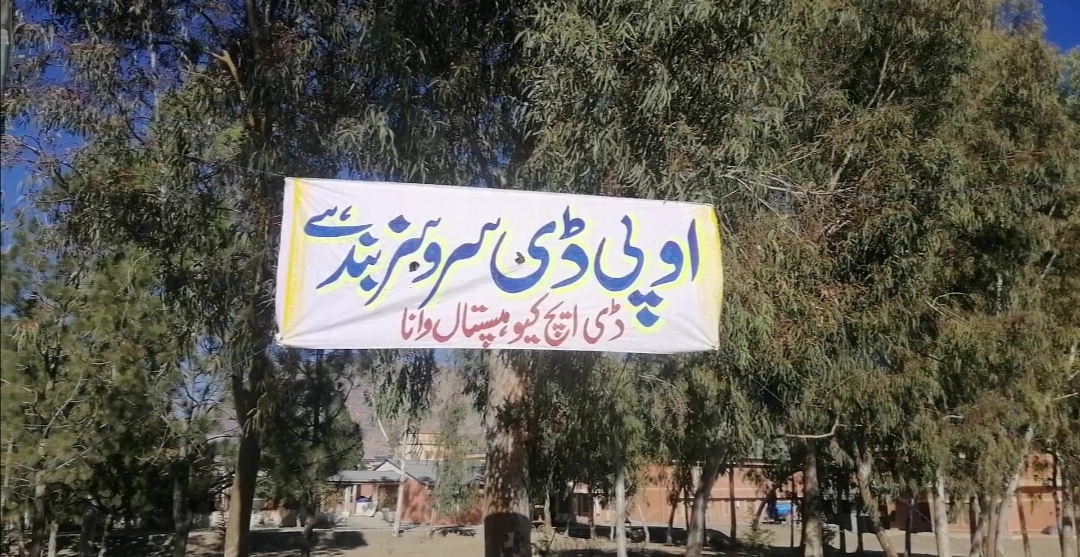 او پی ڈی سروسز بند ہے
ڈی ایچ کیو ہسپتال وانا